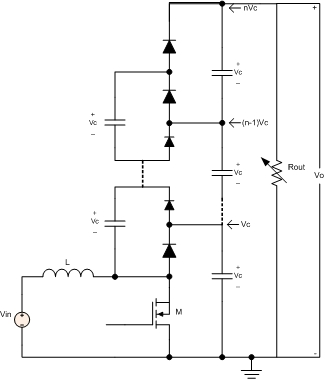 nVc
+
+
Vc
−
+
Vc
−
(n-1)Vc
+
Vc
−
Rout
Vo
+
Vc
−
Vc
L
+
Vc
−
M
Vin
+
-
-